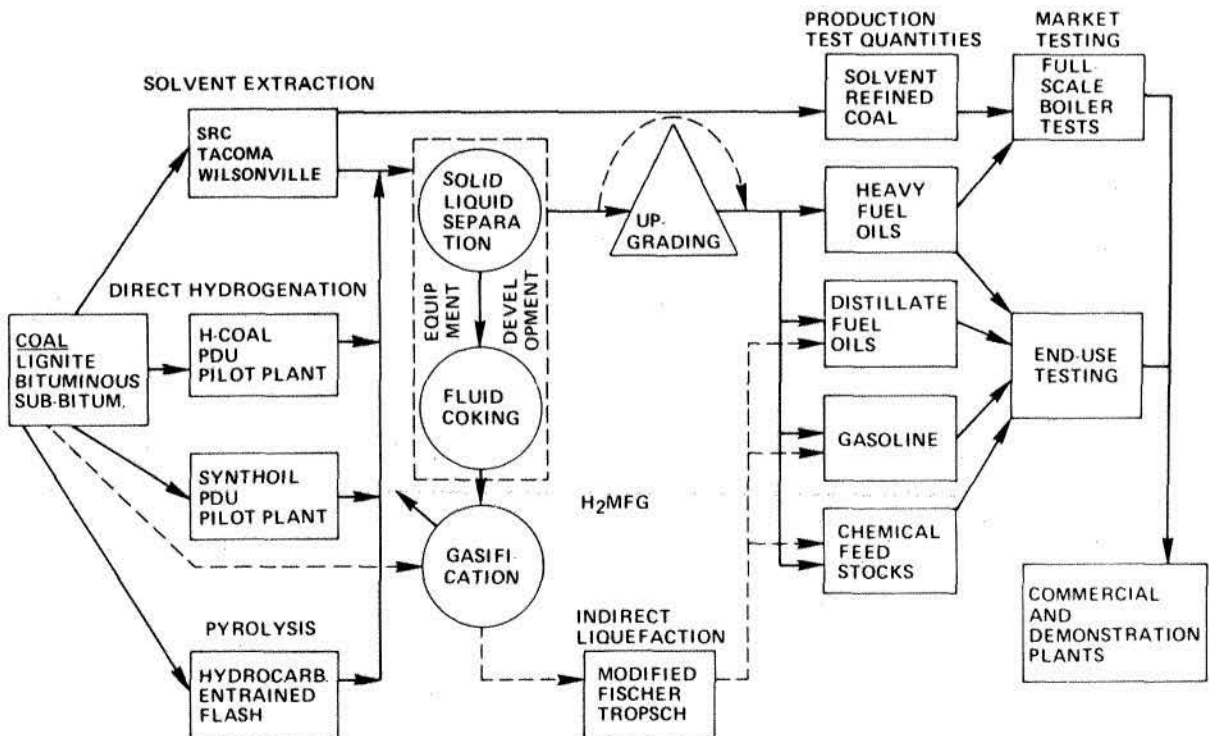 PRODUCTION
TEST QUANTITIES
MARKET
TESTING
SOLVENT EXTRACTION
SRC
TACOMA
WILSONVILLE
SOLID
LIQUID
SEPARA
TION
UP-
GRADING
SOLVENT
REFINED
COAL
FULL-
SCALE
BOILER
TESTS
HEAVY
FUEL
OILS
DIRECT HYDROGENATION
EQUIP
MENT
DEVEL
OPMENT
COAL
LIGNITE
BITUMINOUS
SUB-BITUM.
H-COAL
PDU
PILOT PLANT
DISTILLATE
FUEL
OILS
END-USE
TESTING
FLUID
COKING
GASOLINE
SYNTHOIL
PDU
PILOT PLANT
H2MFG
GASIFI-
CATION
CHEMICAL
FEED
STOCKS
PYROLYSIS
HYDROCARB.
ENTRAINED
FLASH
INDIRECT
LIQUEFACTION
MODIFIED
FISCHER
TROPSCH
COMMERCIAL
AND
DEMONSTRATION
PLANTS